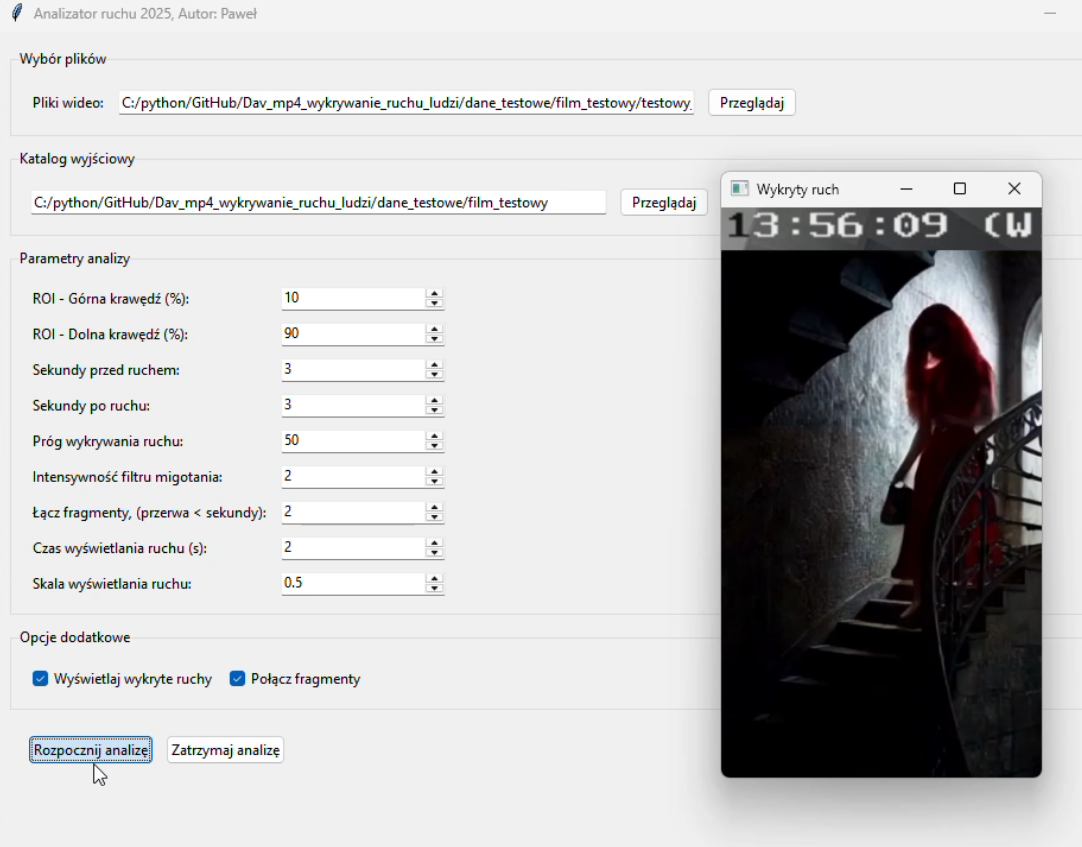 Analizator ruchu 2025, Autor: Paweł
Wybór plików
Pliki wideo: C:/python/GitHub/Dav_mp4_wykrywanie_ruchu_ludzi/dane_testowe/film_testowy/testowy_ Przeglądaj
Katalog wyjściowy
C:/python/GitHub/Dav_mp4_wykrywanie_ruchu_ludzi/dane_testowe/film_testowy Przeglądaj
Wykryty ruch
13:56:09 (W
Parametry analizy
ROI - Górna krawędź (%): 10
ROI - Dolna krawędź (%): 90
Sekundy przed ruchem: 3
Sekundy po ruchu: 3
Próg wykrywania ruchu: 50
Intensywność filtru migotania: 2
Łącz fragmenty, (przerwa < sekundy): 2
Czas wyświetlania ruchu (s): 2
Skala wyświetlania ruchu: 0.5
Opcje dodatkowe
Wyświetlaj wykryte ruchy Połącz fragmenty
Rozpocznij analizę Zatrzymaj analizę